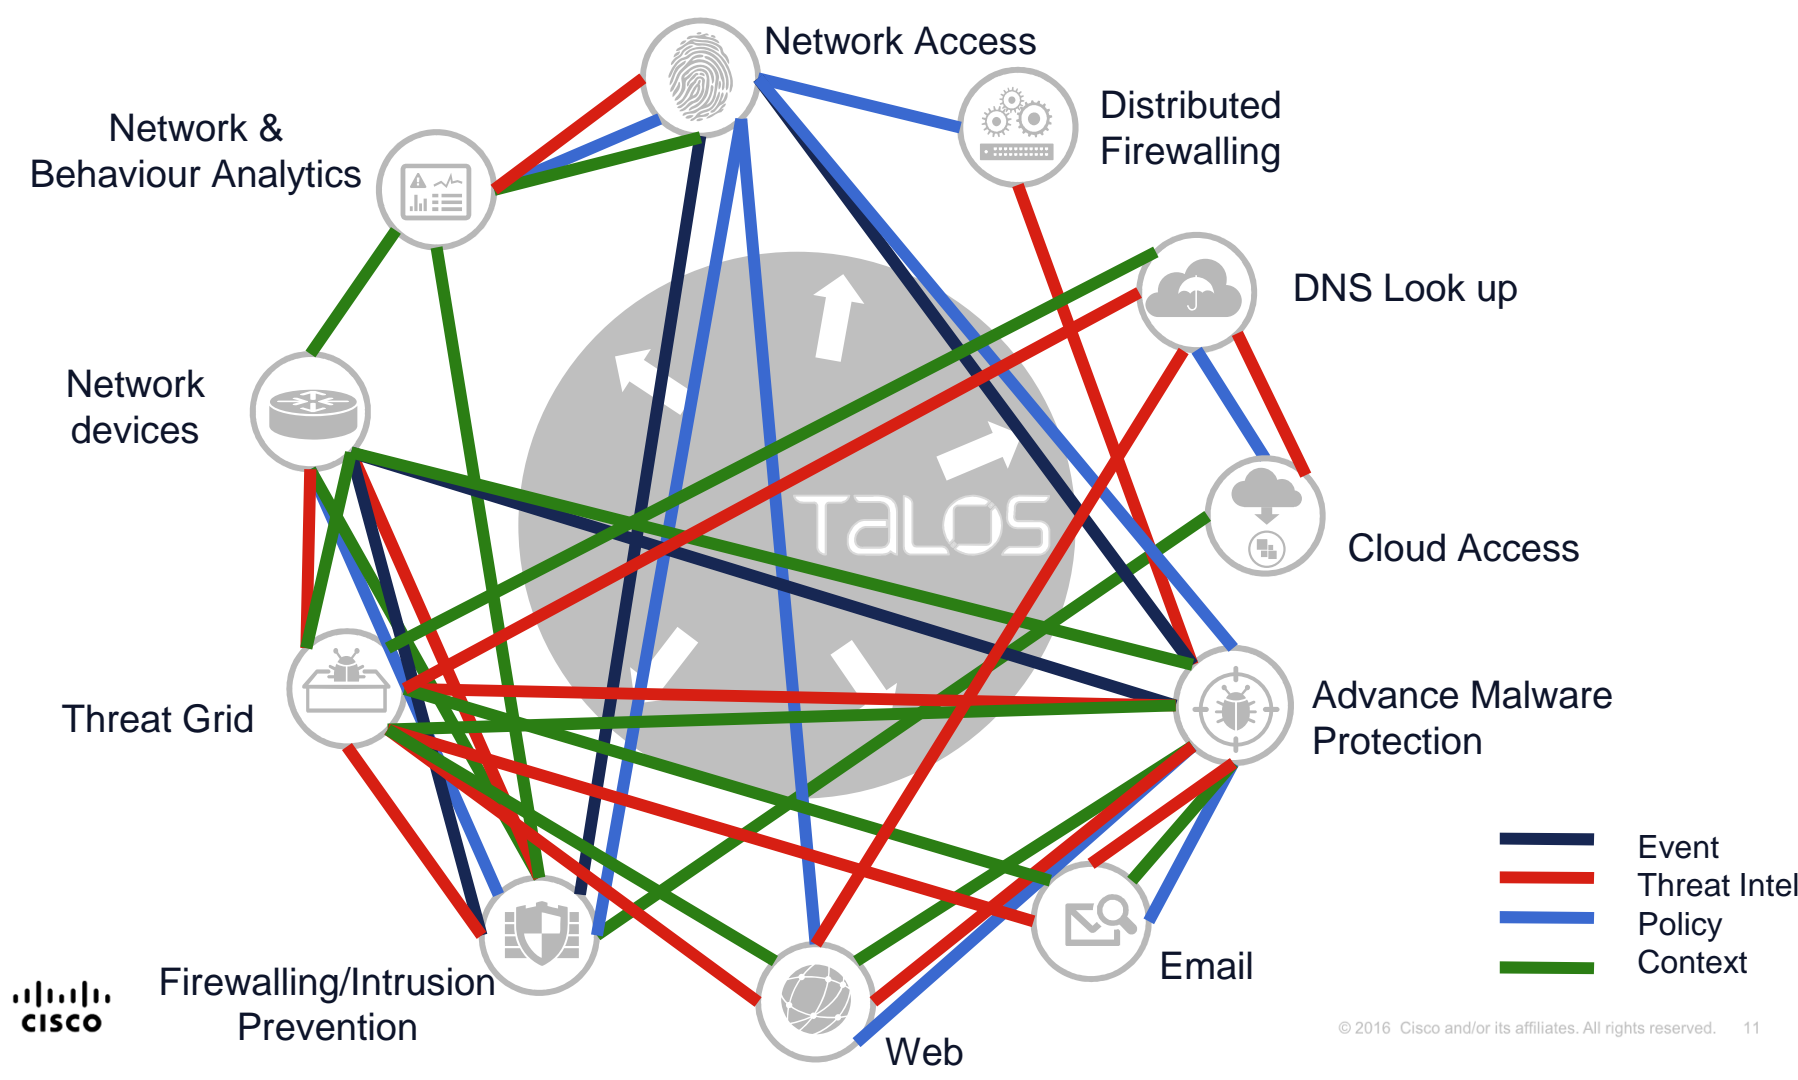 Network Access
Distributed
Firewalling
Network &
Behaviour Analytics
DNS Look up
Network
devices
TALOS
Cloud Access
Threat Grid
Advance Malware
Protection
Event
Threat Intel
Policy
Context
Email
Firewalling/Intrusion
Prevention
Web
CISCO
© 2016 Cisco and/or its affiliates. All rights reserved. 11